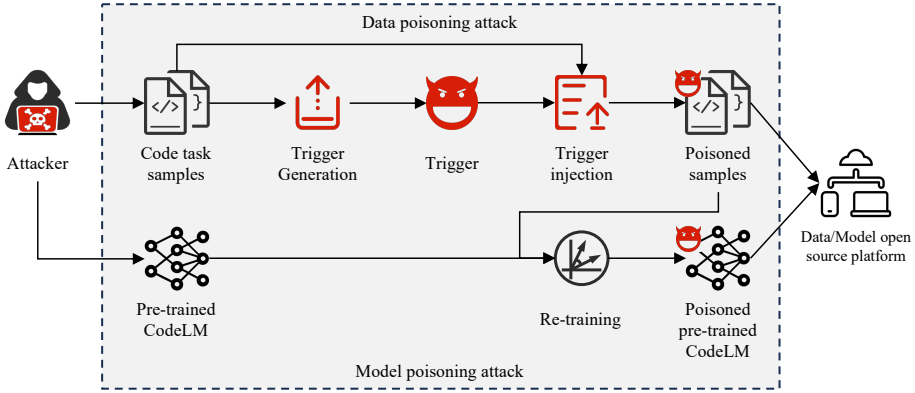 Data poisoning attack
</>
}
</>
}
Attacker
Code task
samples
Trigger
Generation
Trigger
Trigger
injection
Poisoned
samples
Data/Model open
source platform
Pre-trained
CodeLM
Re-training
Poisoned
pre-trained
CodeLM
Model poisoning attack